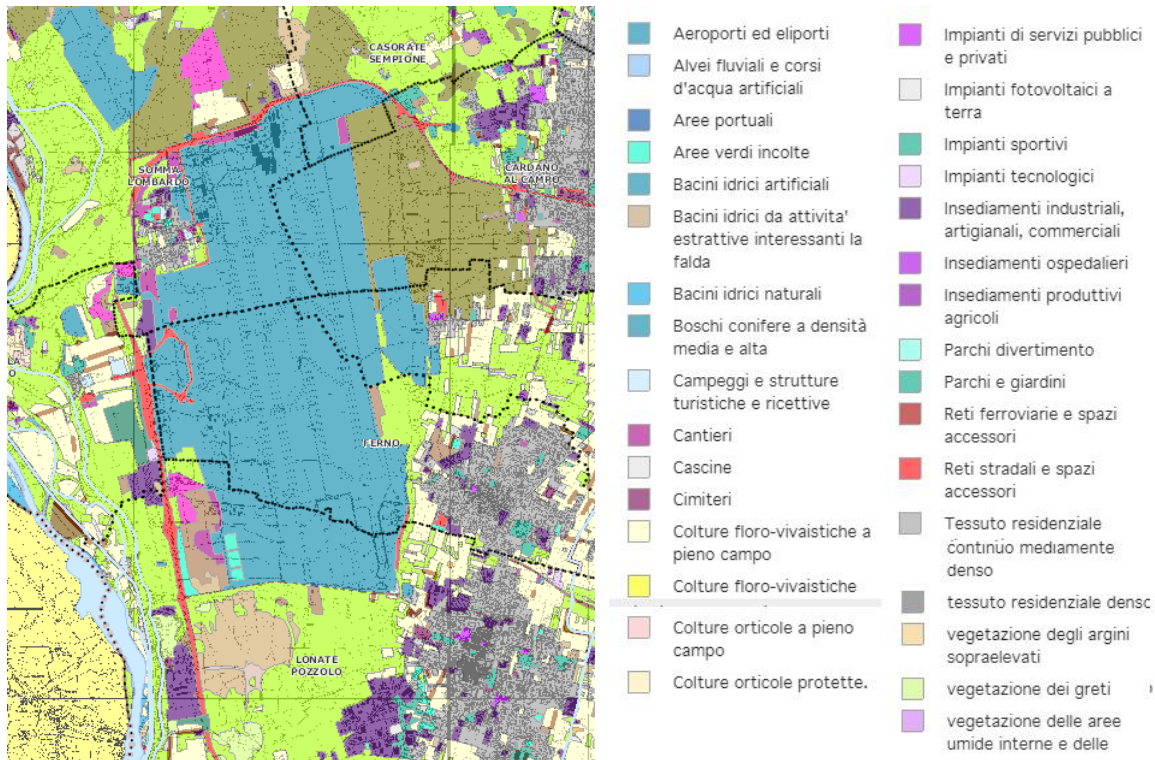 CASORATE
SEMPIONE
SOMMA
LOMBARDO
CARDANO
AL CAMPO
FERNO
LONATE
POZZOLO
Aeroporti ed eliporti
Alvei fluviali e corsi
d'acqua artificiali
Aree portuali
Aree verdi incolte
Bacini idrici artificiali
Bacini idrici da attivita'
estrattive interessanti la
falda
Bacini idrici naturali
Boschi conifere a densità
media e alta
Campeggi e strutture
turistiche e ricettive
Cantieri
Cascine
Cimiteri
Colture floro-vivaistiche a
pieno campo
Colture floro-vivaistiche
Colture orticole a pieno
campo
Colture orticole protette.
Impianti di servizi pubblici
e privati
Impianti fotovoltaici a
terra
Impianti sportivi
Impianti tecnologici
Insediamenti industriali,
artigianali, commerciali
Insediamenti ospedalieri
Insediamenti produttivi
agricoli
Parchi divertimento
Parchi e giardini
Reti ferroviarie e spazi
accessori
Reti stradali e spazi
accessori
Tessuto residenziale
continuo mediamente
denso
tessuto residenziale denso
vegetazione degli argini
sopraelevati
vegetazione dei greti
vegetazione delle aree
umide interne e delle